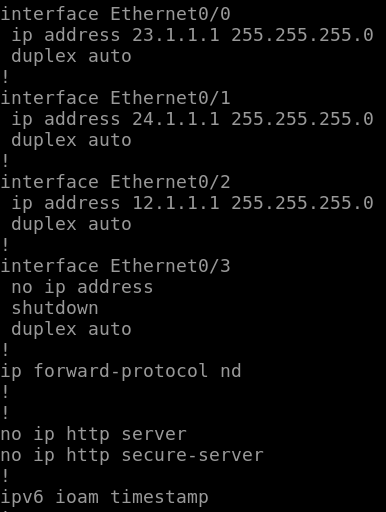 interface Ethernet0/0
 ip address 23.1.1.1 255.255.255.0
 duplex auto
!
interface Ethernet0/1
 ip address 24.1.1.1 255.255.255.0
 duplex auto
!
interface Ethernet0/2
 ip address 12.1.1.1 255.255.255.0
 duplex auto
!
interface Ethernet0/3
 no ip address
 shutdown
 duplex auto
!
ip forward-protocol nd
!
!
no ip http server
no ip http secure-server
!
ipv6 ioam timestamp
!